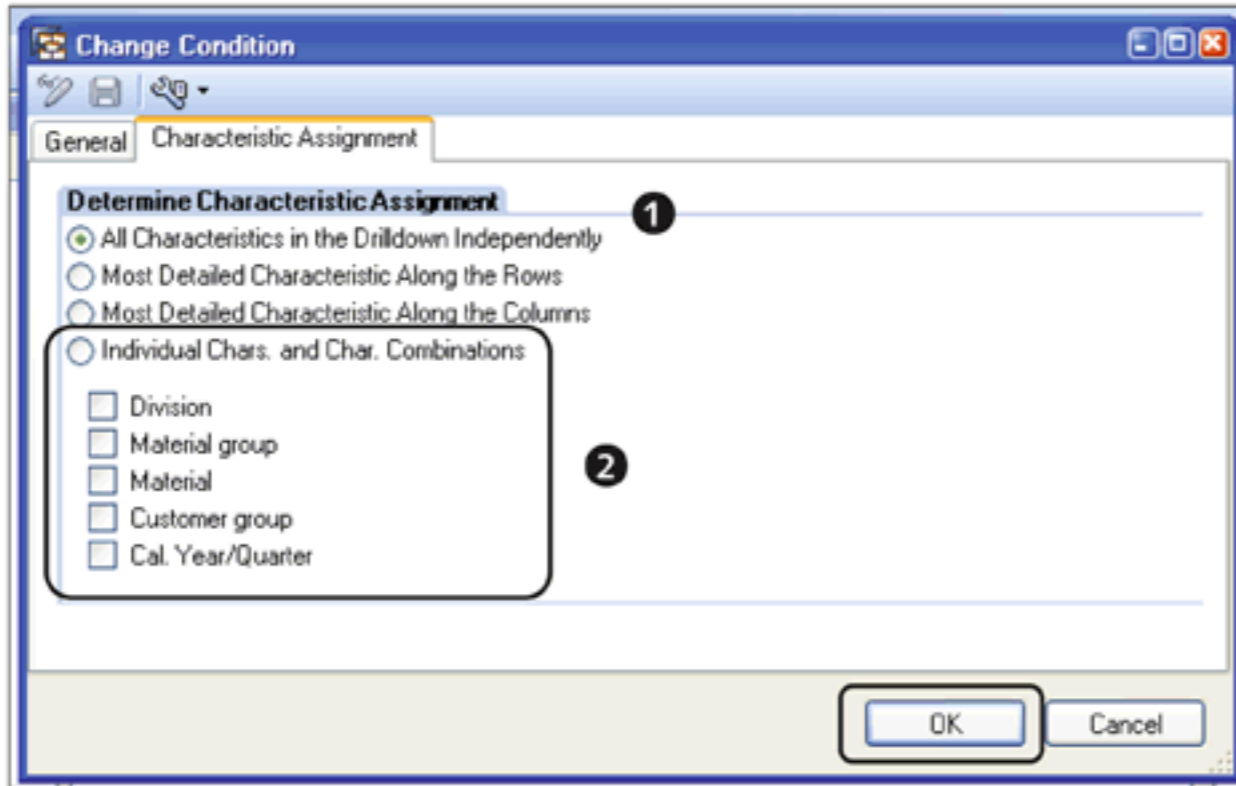 Change Condition
General Characteristic Assignment
Determine Characteristic Assignment
1
All Characteristics in the Drilldown Independently
Most Detailed Characteristic Along the Rows
Most Detailed Characteristic Along the Columns
Individual Chars. and Char. Combinations
Division
Material group
2
Material
Customer group
Cal. Year/Quarter
OK Cancel